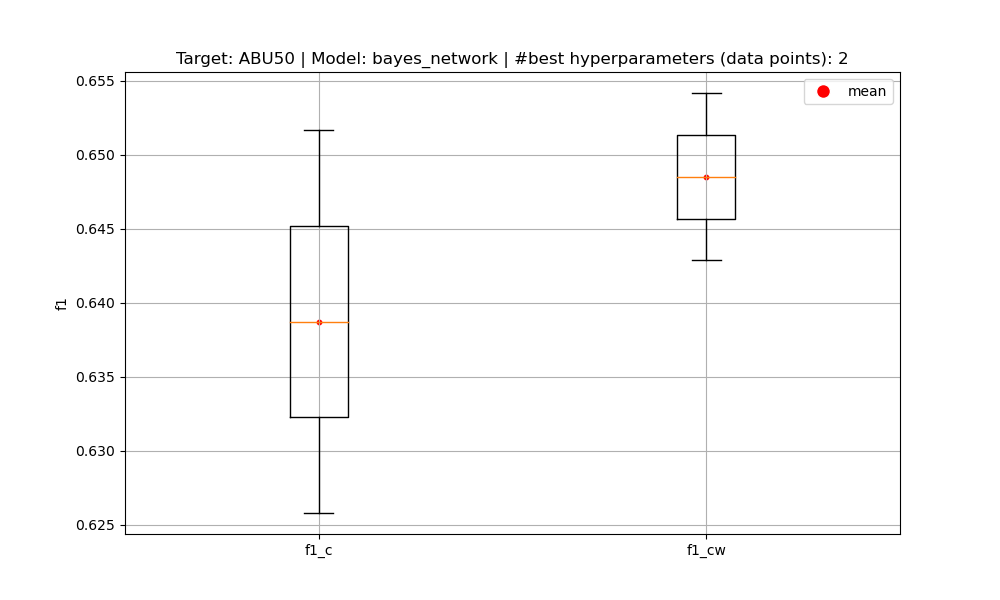 Target: ABU50 | Model: bayes_network | #best hyperparameters (data points): 2
mean
0.655
0.650
0.645
0.640
0.635
0.630
0.625
f1
f1_c
f1_cw